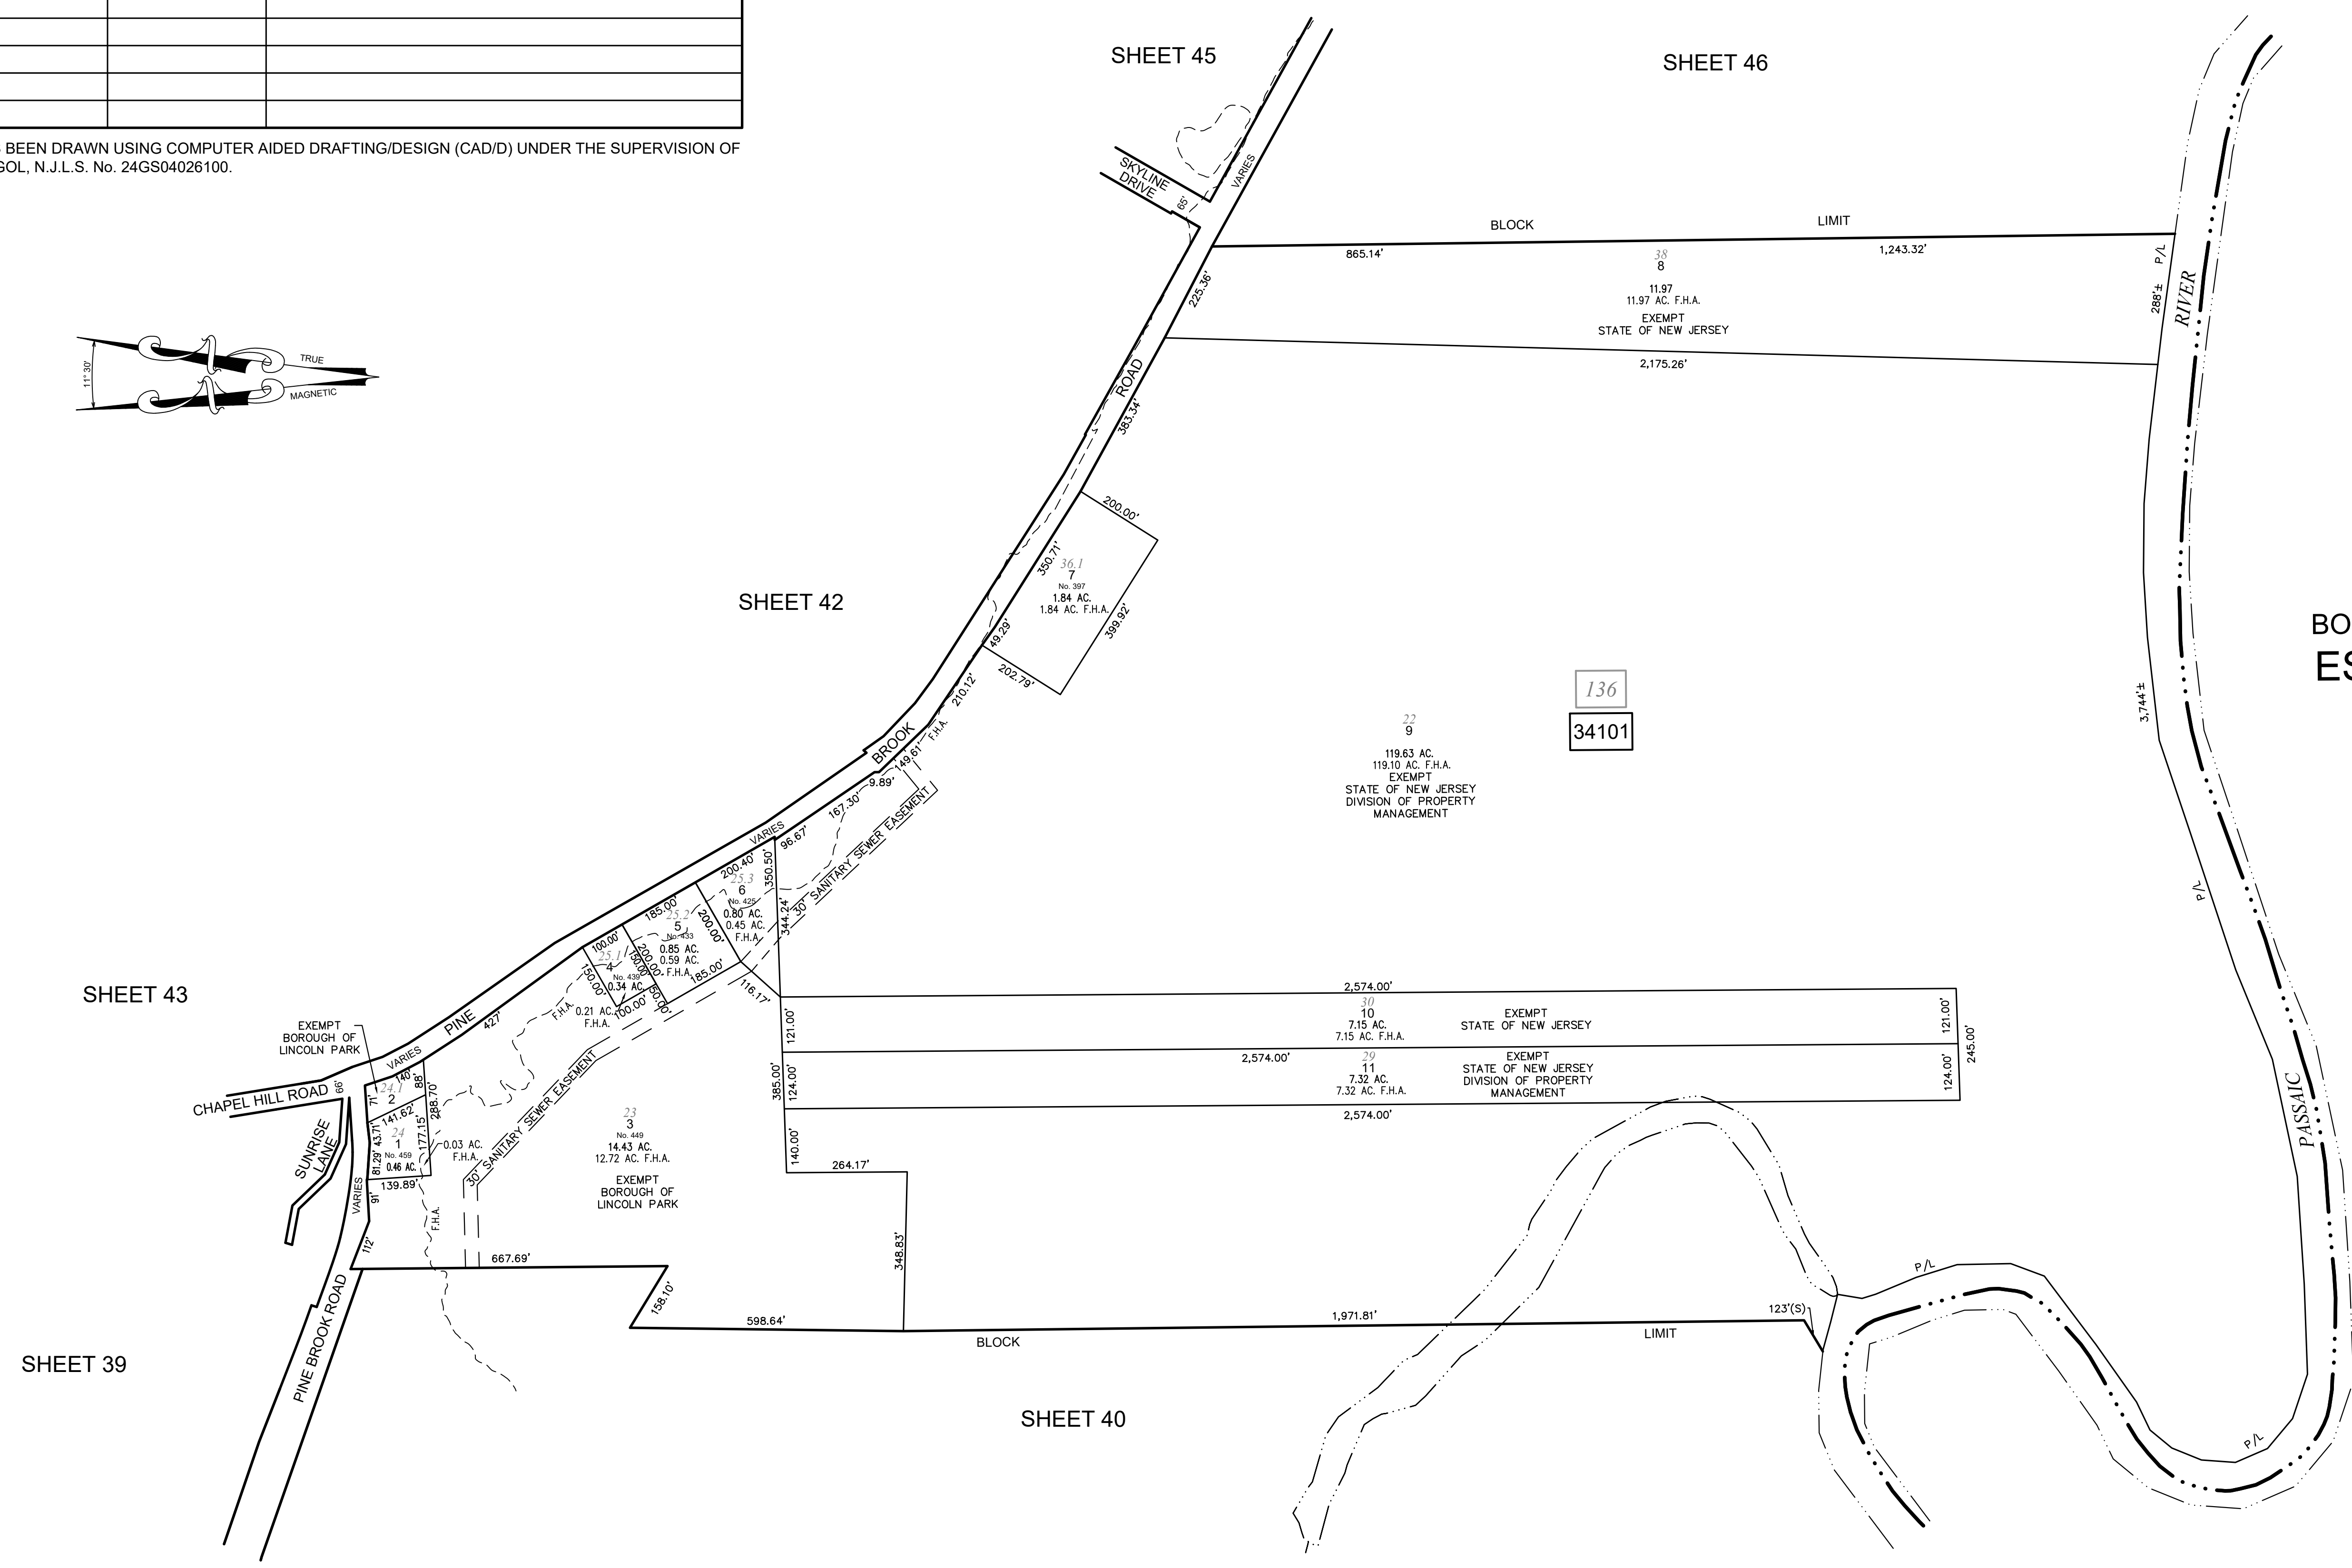 BEEN DRAWN USING COMPUTER AIDED DRAFTING/DESIGN (CAD/D) UNDER THE SUPERVISION OF
GOL, N.J.L.S. No. 24GS04026100.
SHEET 45
SHEET 46
SKYLINE
DRIVE
65'
VARIES
BLOCK
LIMIT
865.14'
1,243.32'
38
8
11.97
11.97 AC. F.H.A.
EXEMPT
STATE OF NEW JERSEY
225.36'
2,175.26'
P/L
288'±
RIVER
11° 30'
TRUE
MAGNETIC
ROAD
383.34'
200.00'
350.71'
36.1
7
No. 397
1.84 AC.
1.84 AC. F.H.A.
399.92'
49.29'
202.79'
210.12'
SHEET 42
BO
ES
136
34101
3,744'±
22
9
119.63 AC.
119.10 AC. F.H.A.
EXEMPT
STATE OF NEW JERSEY
DIVISION OF PROPERTY
MANAGEMENT
BROOK
F.H.A.
149.61'
9.89'
167.30'
30' SANITARY SEWER EASEMENT
VARIES
96.67'
200.40'
350.50'
344.24'
25.3
6
No. 425
0.80 AC.
0.45 AC.
F.H.A.
185.00'
200.00'
25.2
5
No. 433
0.85 AC.
0.59 AC.
F.H.A.
185.00'
116.17'
100.00'
25.1
4
No. 439
0.34 AC.
150.00'
150.00'
200.00'
50.00'
100.00'
0.21 AC.
F.H.A.
F.H.A.
P/L
SHEET 43
PINE
427'
2,574.00'
30
10
7.15 AC.
7.15 AC. F.H.A.
EXEMPT
STATE OF NEW JERSEY
121.00'
121.00'
245.00'
2,574.00'
29
11
7.32 AC.
7.32 AC. F.H.A.
EXEMPT
STATE OF NEW JERSEY
DIVISION OF PROPERTY
MANAGEMENT
385.00'
124.00'
124.00'
2,574.00'
EXEMPT
BOROUGH OF
LINCOLN PARK
VARIES
CHAPEL HILL ROAD
66'
140'
88'
24.1
2
71'
141.62'
288.70'
24
1
No. 459
0.46 AC.
43.71'
81.29'
177.15'
139.89'
0.03 AC.
F.H.A.
SUNRISE
LANE
VARIES
91'
112'
F.H.A.
30' SANITARY SEWER EASEMENT
23
3
No. 449
14.43 AC.
12.72 AC. F.H.A.
EXEMPT
BOROUGH OF
LINCOLN PARK
140.00'
264.17'
348.83'
667.69'
158.10'
598.64'
PASSAIC
P/L
1,971.81'
123'(S)
BLOCK
LIMIT
PINE BROOK ROAD
SHEET 39
SHEET 40
P/L